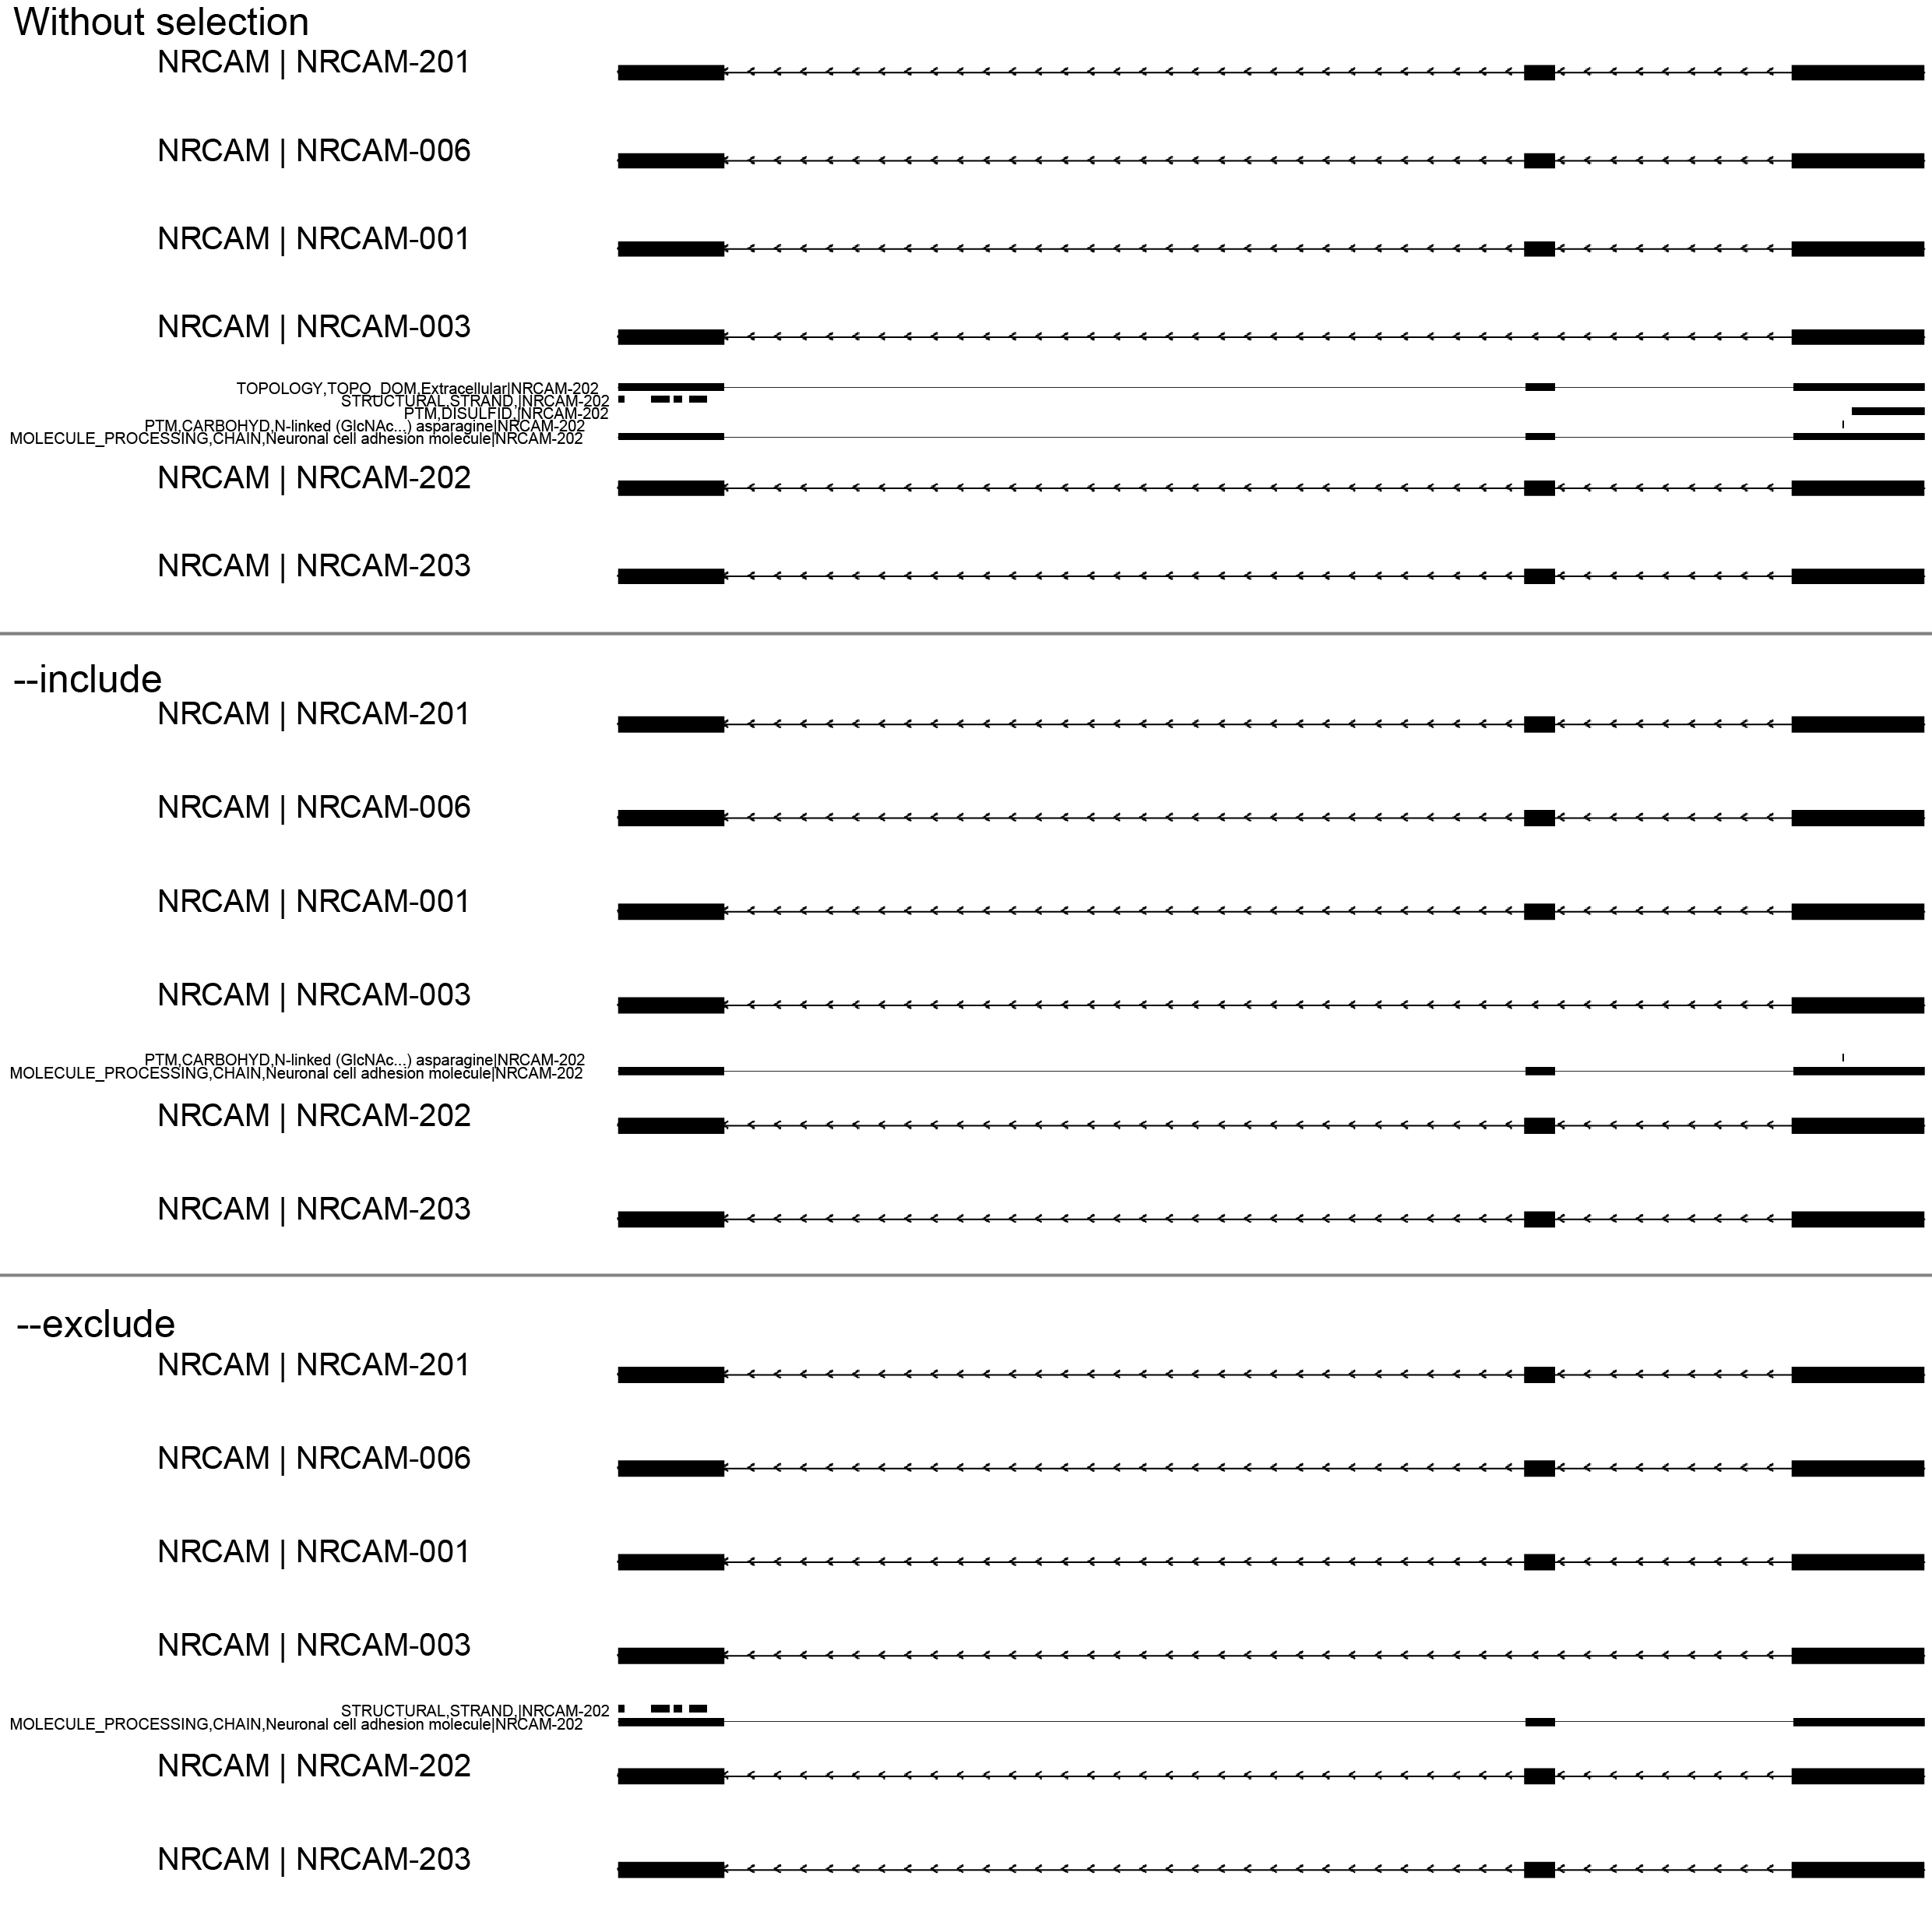 Without selection
NRCAM | NRCAM-201
NRCAM | NRCAM-006
NRCAM | NRCAM-001
NRCAM | NRCAM-003
TOPOLOGY,TOPO_DOM,Extracellular|NRCAM-202
STRUCTURAL,STRAND,|NRCAM-202
PTM,DISULFID,|NRCAM-202
PTM,CARBOHYD,N-linked (GlcNAc...) asparagine|NRCAM-202
MOLECULE_PROCESSING,CHAIN,Neuronal cell adhesion molecule|NRCAM-202
NRCAM | NRCAM-202
NRCAM | NRCAM-203
--include
NRCAM | NRCAM-201
NRCAM | NRCAM-006
NRCAM | NRCAM-001
NRCAM | NRCAM-003
PTM,CARBOHYD,N-linked (GlcNAc...) asparagine|NRCAM-202
MOLECULE_PROCESSING,CHAIN,Neuronal cell adhesion molecule|NRCAM-202
NRCAM | NRCAM-202
NRCAM | NRCAM-203
--exclude
NRCAM | NRCAM-201
NRCAM | NRCAM-006
NRCAM | NRCAM-001
NRCAM | NRCAM-003
STRUCTURAL,STRAND,|NRCAM-202
MOLECULE_PROCESSING,CHAIN,Neuronal cell adhesion molecule|NRCAM-202
NRCAM | NRCAM-202
NRCAM | NRCAM-203